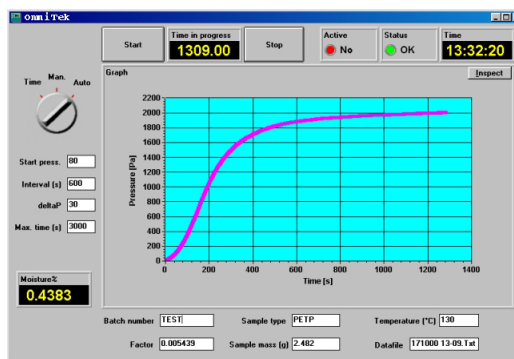 onmiTek
Start
Time in progress
1309.00
Stop
Active
No
Status
OK
Time
13:32:20
Time Man. Auto
Start press. 80
Interval (s) 600
deltaP 30
Max. time (s) 3000
Moisture%
0.4383
Graph
Inspect
2200
2000
1800
1600
1400
1200
1000
800
600
400
200
0
Pressure [Pa]
0 200 400 600 800 1000 1200 1400
Time [s]
Batch number TEST
Sample type PETP
Temperature (°C) 130
Factor 0.005439
Sample mass (g) 2.482
Datafile 171000 13-09.Txt